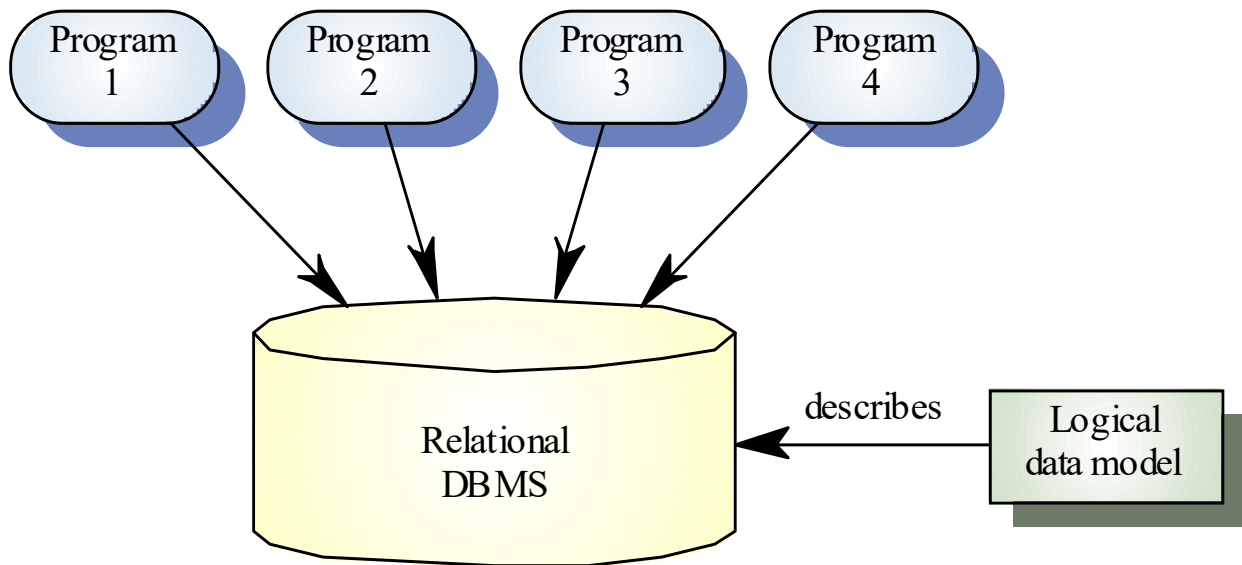 Program
1
Program
2
Program
3
Program
4
Relational
DBMS
describes
Logical
data model